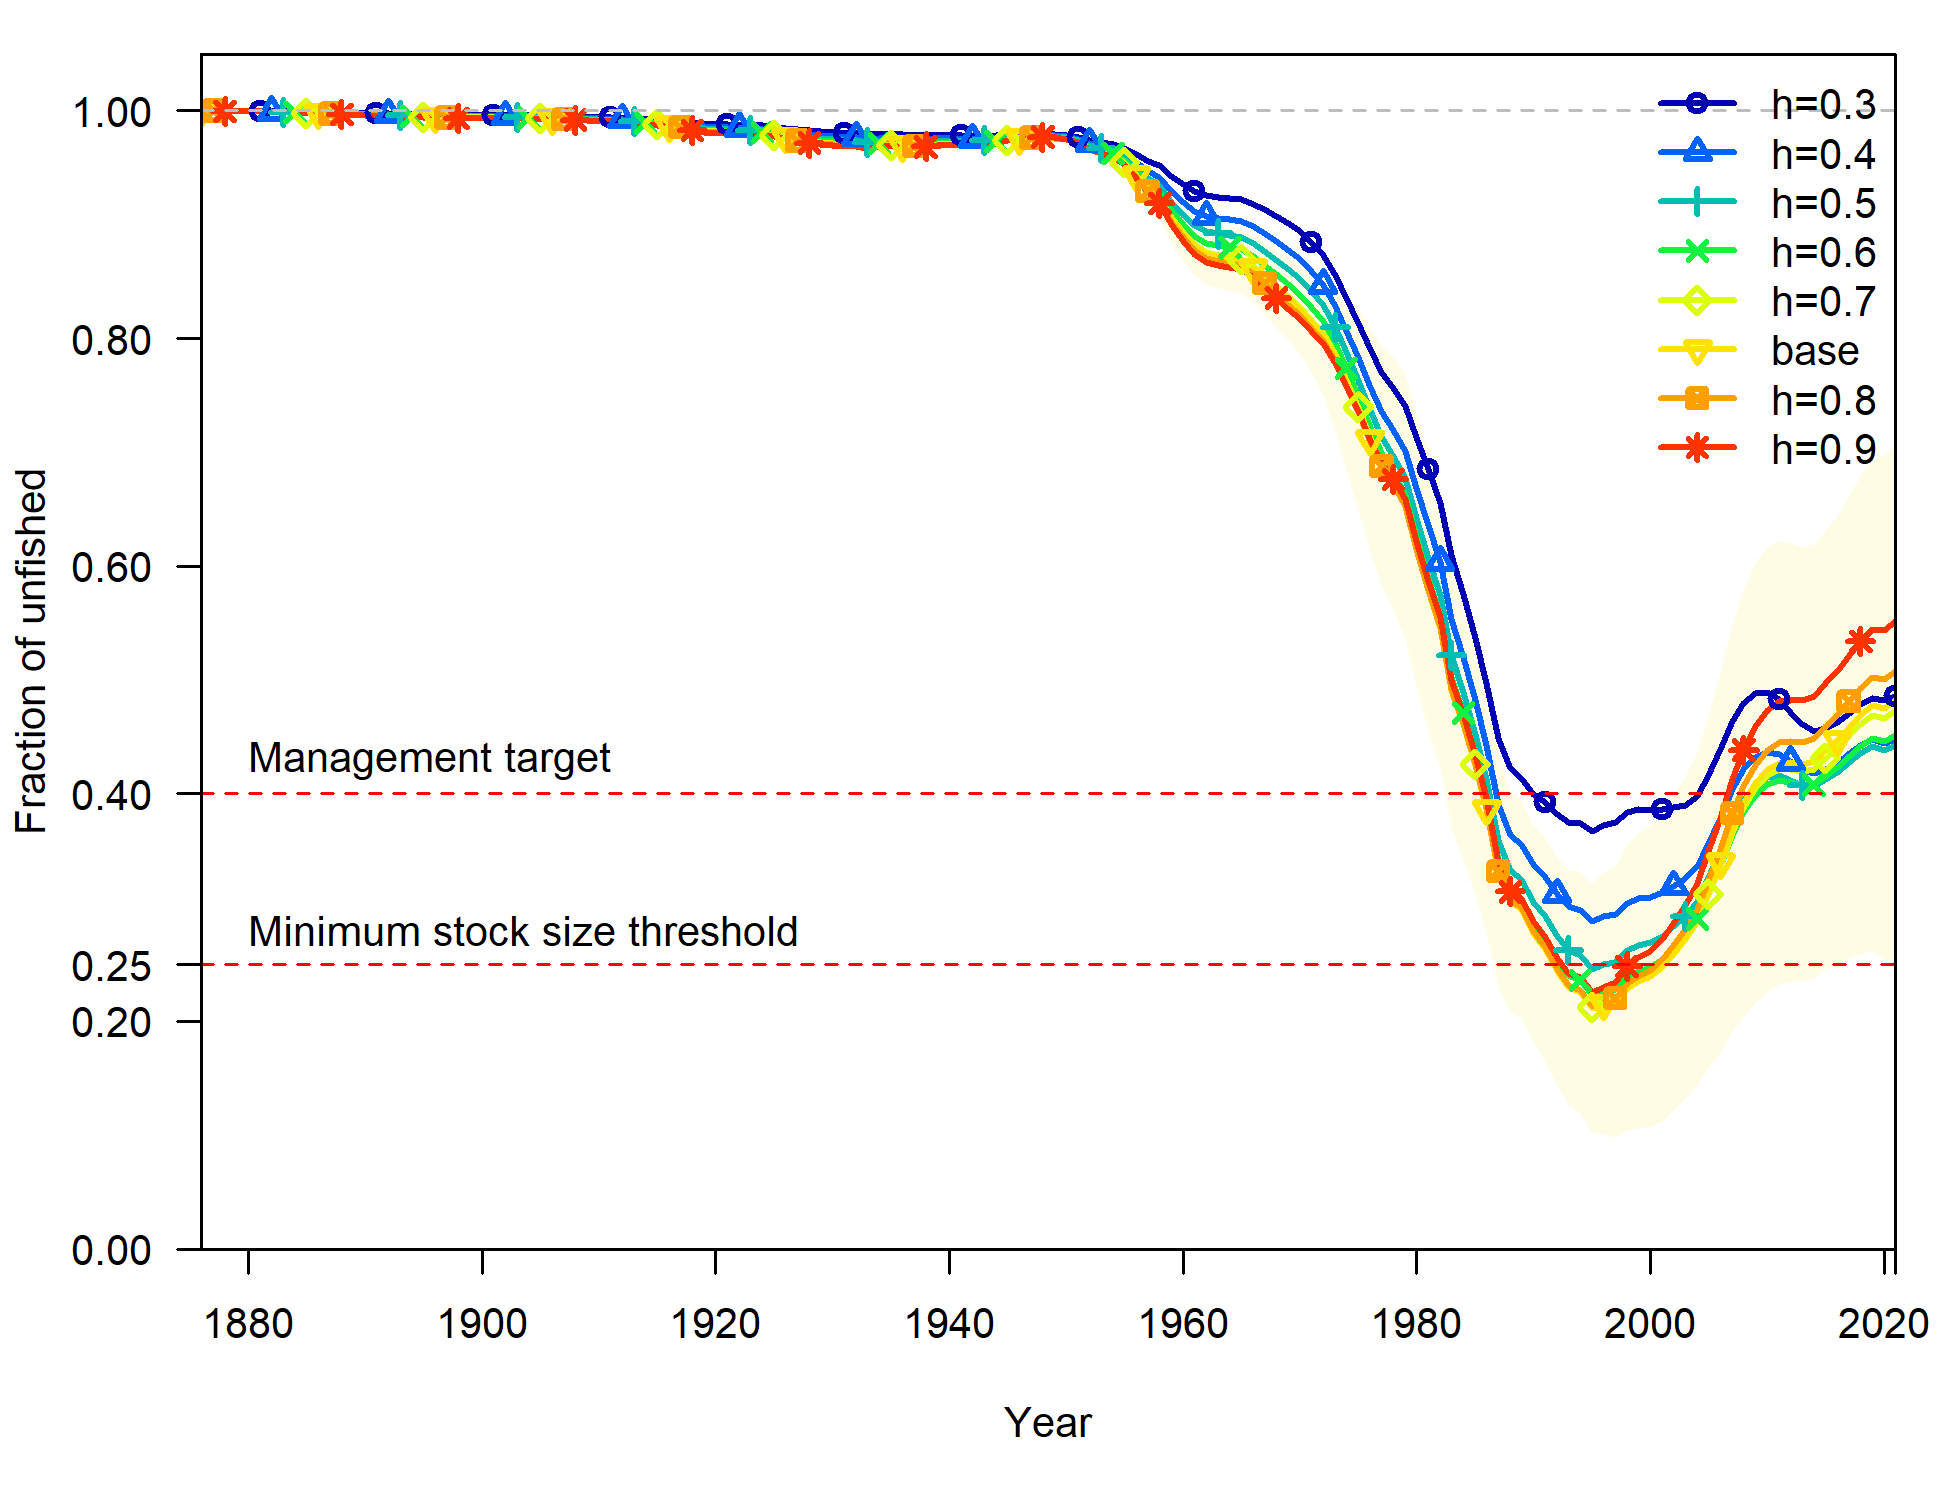 1.00
0.80
0.60
0.40
0.25
0.20
0.00
Fraction of unfished
h=0.3
h=0.4
h=0.5
h=0.6
h=0.7
base
h=0.8
h=0.9
Management target
Minimum stock size threshold
1880 1900 1920 1940 1960 1980 2000 2020
Year